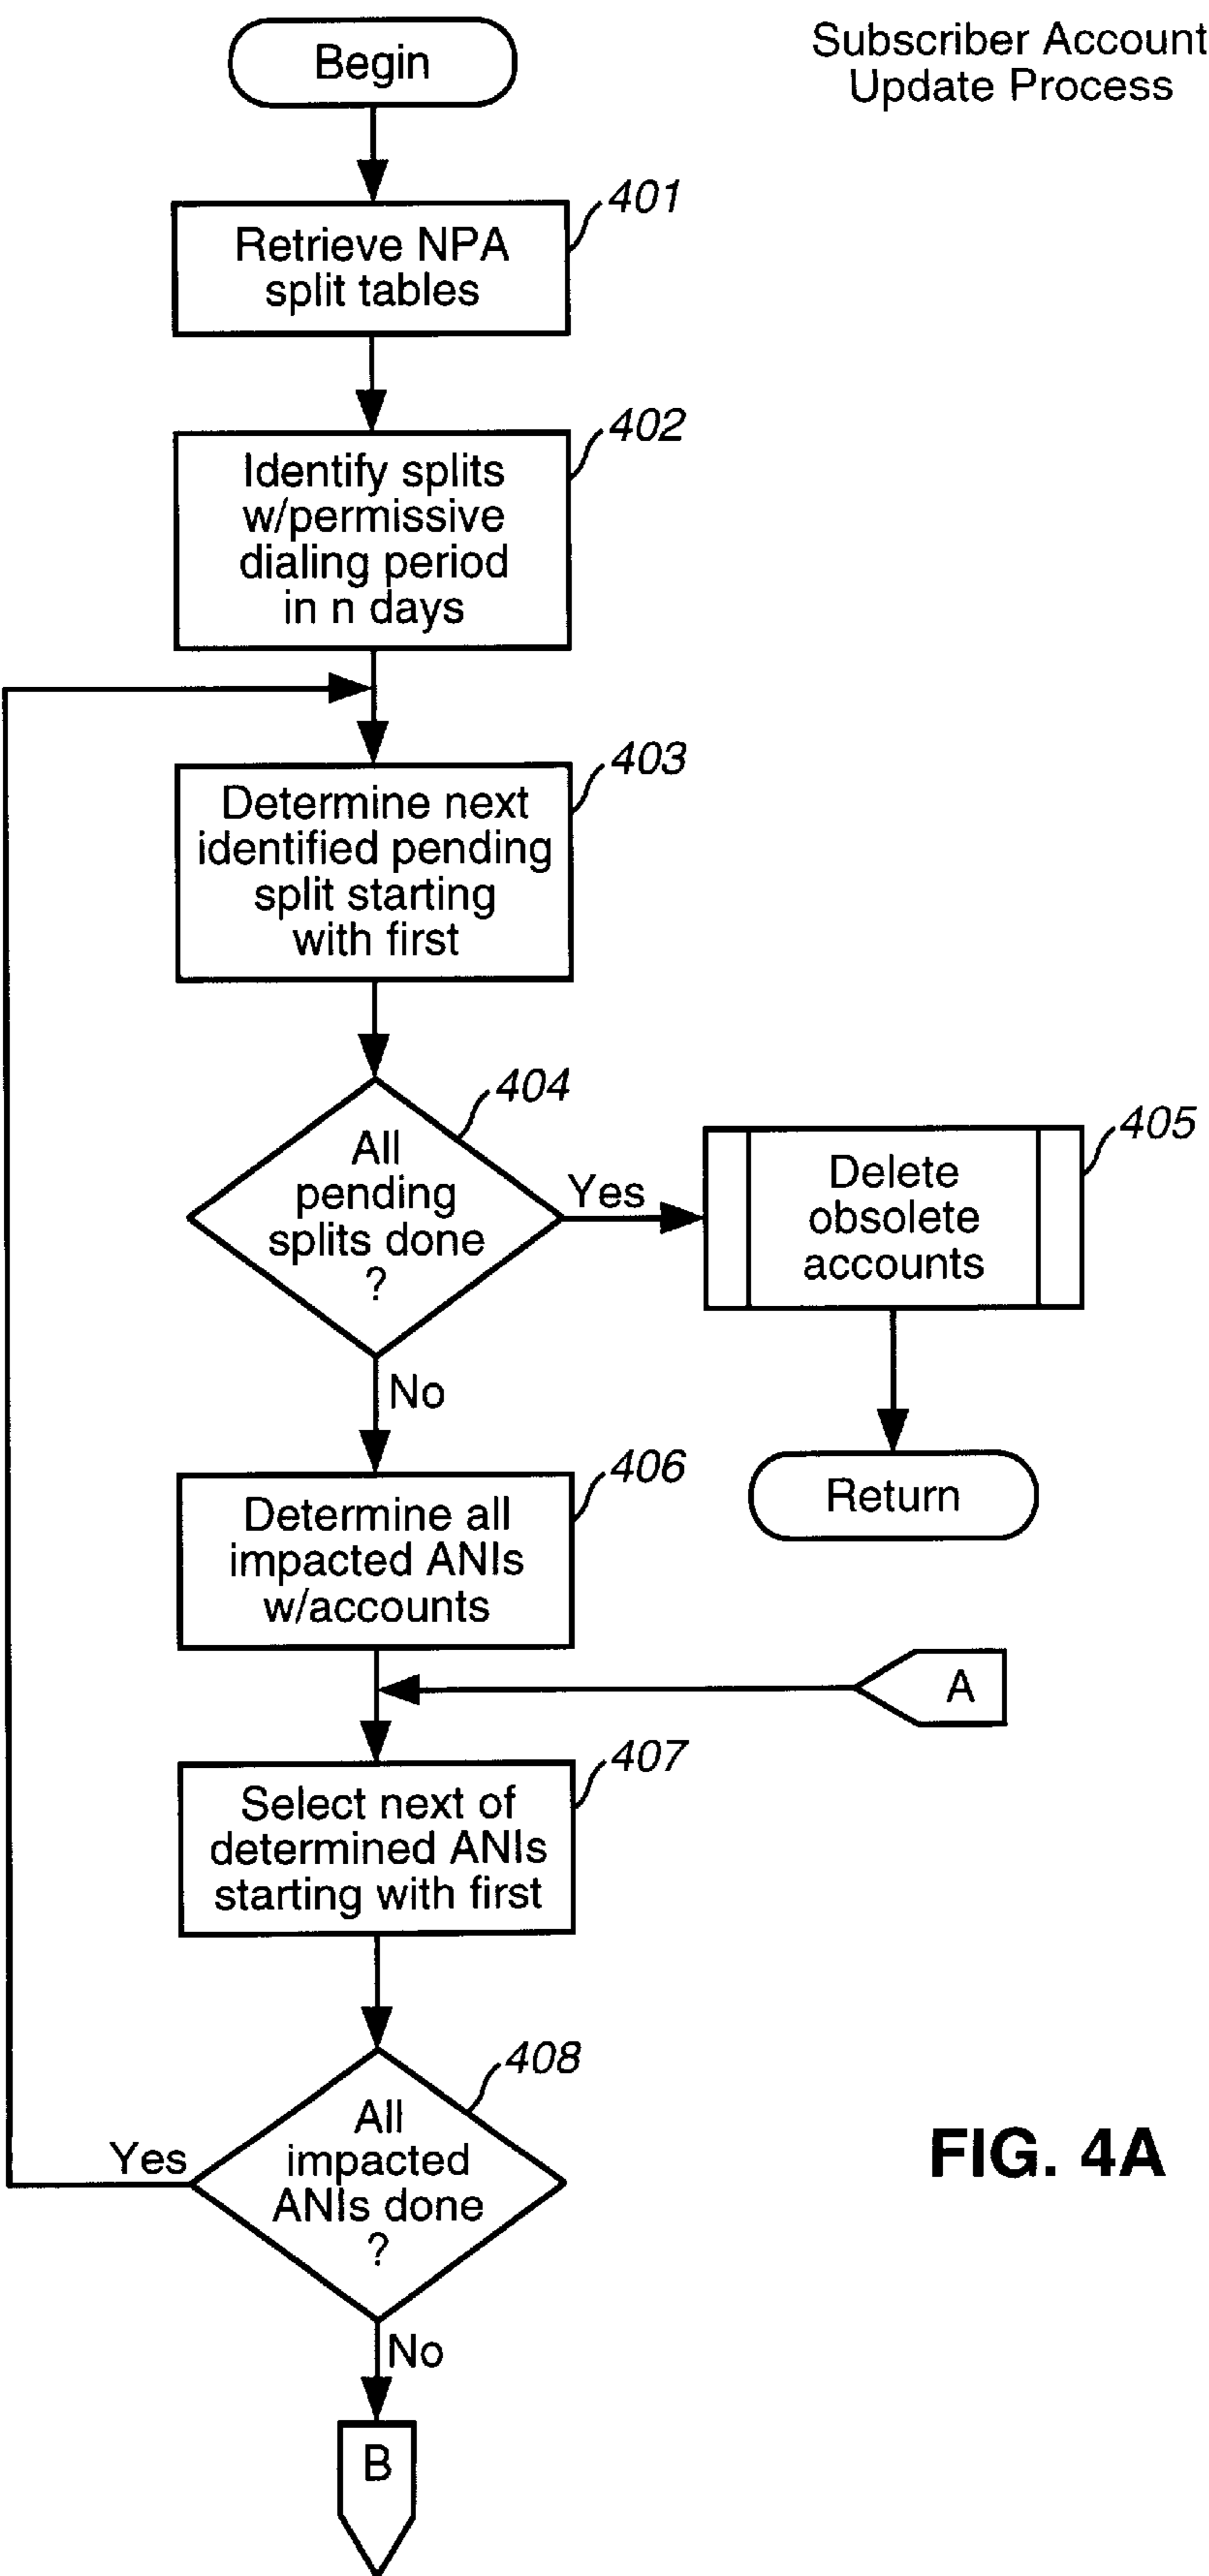 Begin
Subscriber Account
Update Process
401
Retrieve NPA
split tables
402
Identify splits
w/permissive
dialing period
in n days
403
Determine next
identified pending
split starting
with first
404
All
pending
splits done
?
Yes
405
Delete
obsolete
accounts
No
Return
406
Determine all
impacted ANIs
w/accounts
A
407
Select next of
determined ANIs
starting with first
408
All
impacted
ANIs done
?
Yes
FIG. 4A
No
B